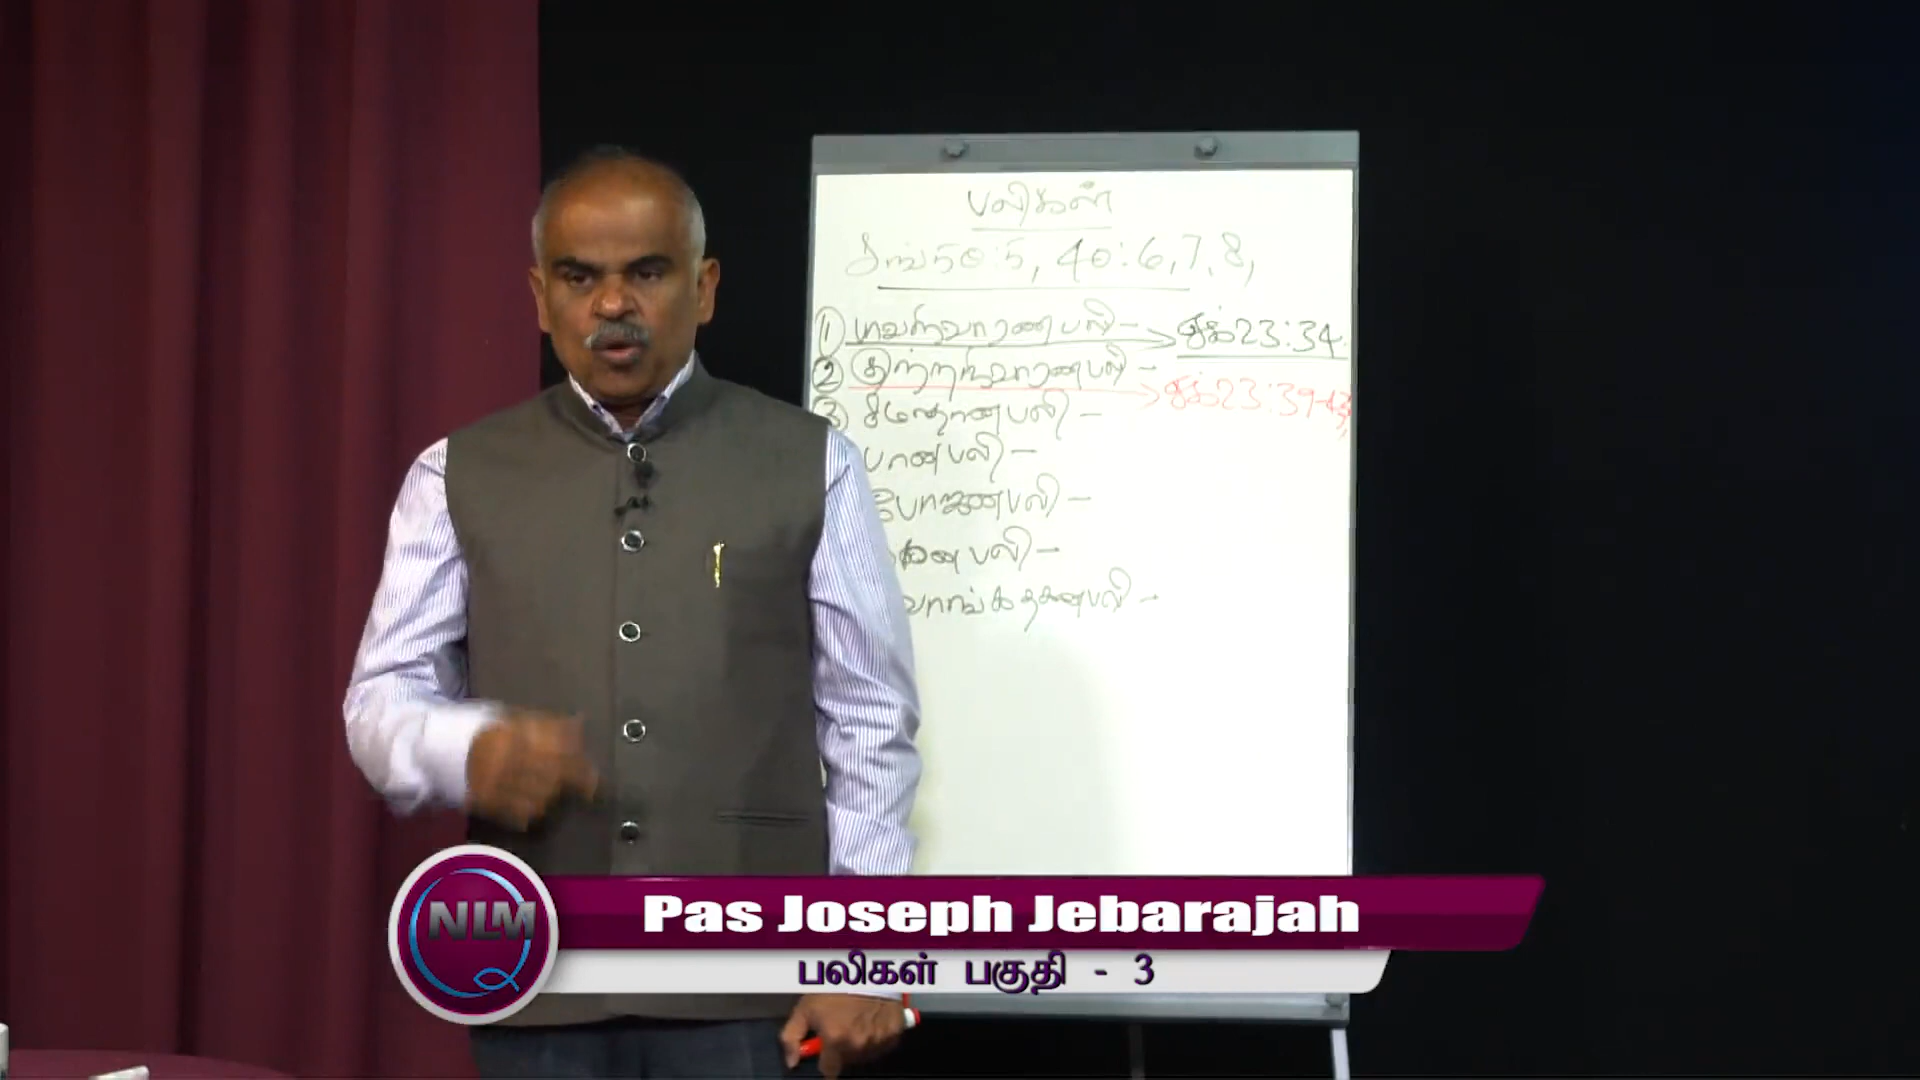 பலிகள்
சங்50:5, 40:6,7,8,
1 பாவநிவாரணபலி - லூக்23:34
2 குற்றநிவாரணபலி - லூக்23:39-43,
3 சமாதானபலி -
பானபலி -
போஜனபலி -
பலி -
தகனபலி -
NLM
Pas Joseph Jebarajah
பலிகள் பகுதி - 3